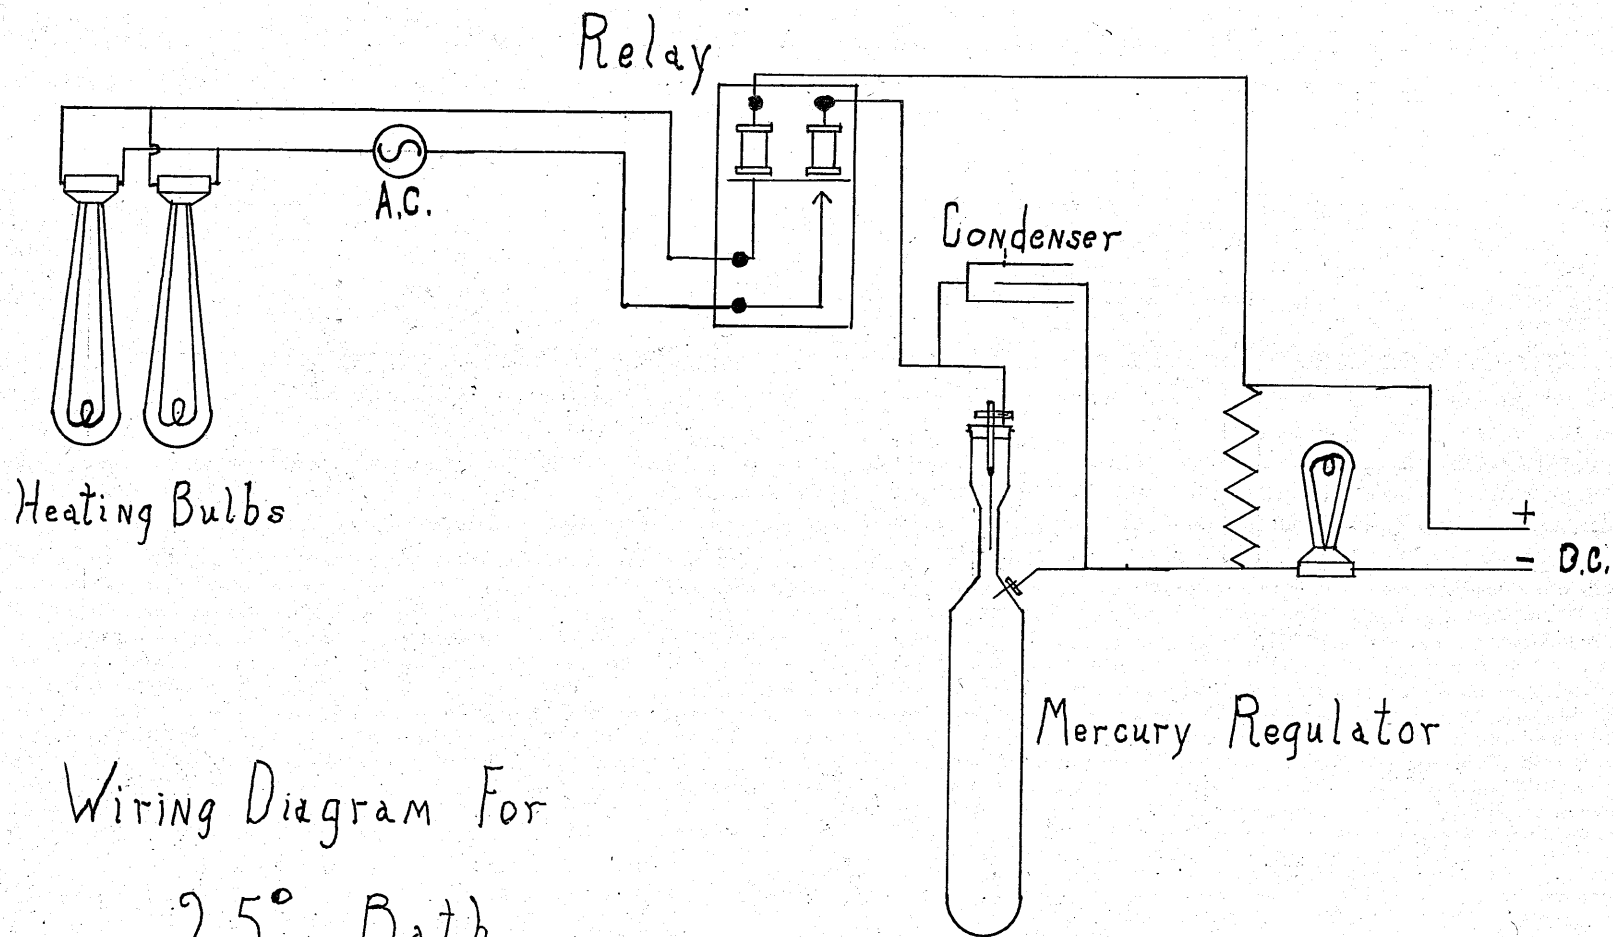 Relay
A.C.
Condenser
Heating Bulbs
+
- D.C.
Mercury Regulator
Wiring Diagram For
25° Bath